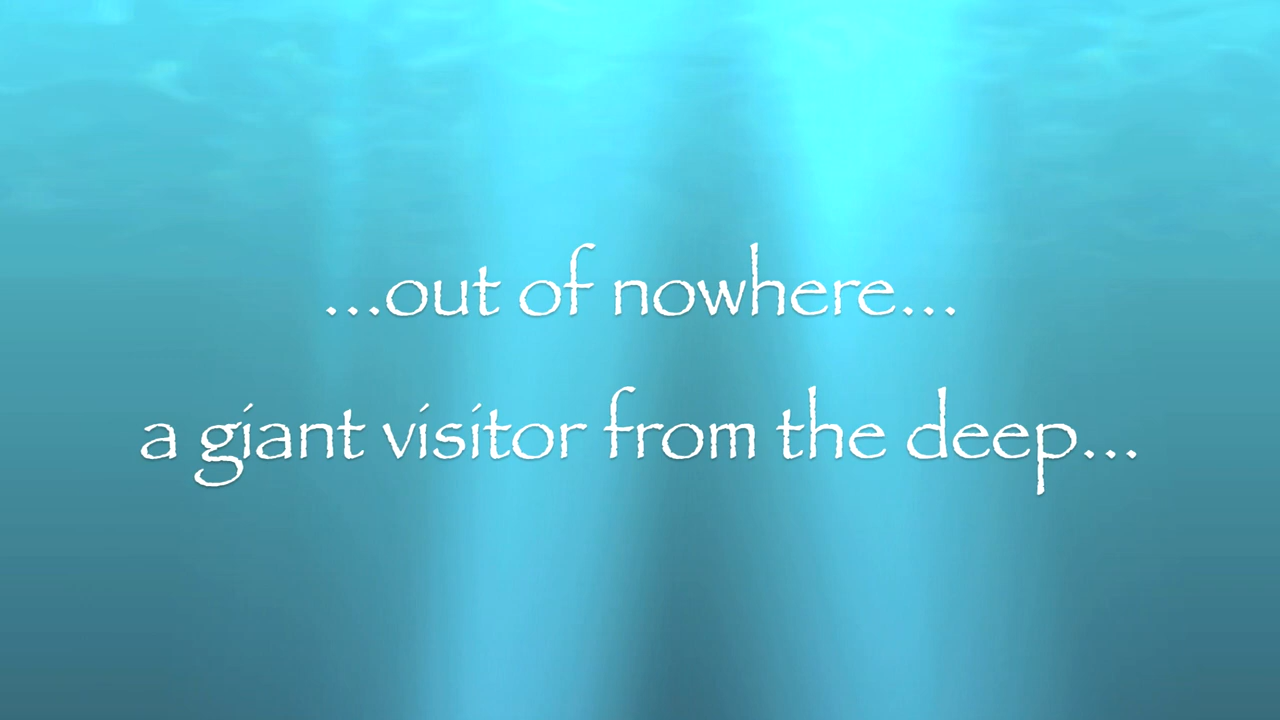 ...out of nowhere...
a giant visitor from the deep...